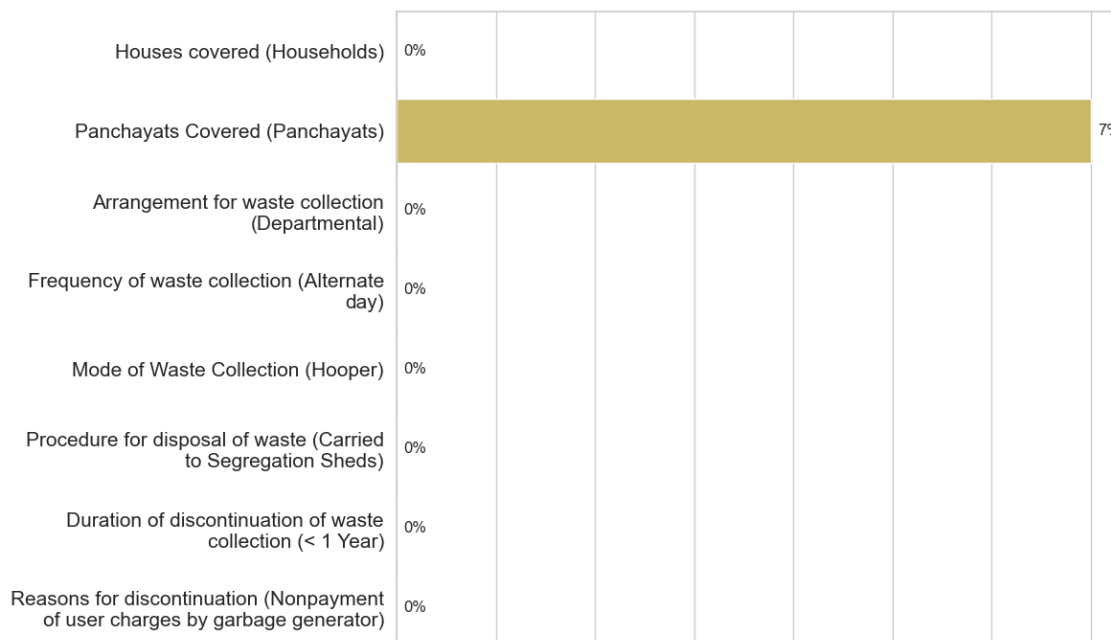 Houses covered (Households)
0%
Panchayats Covered (Panchayats)
7%
Arrangement for waste collection
(Departmental)
0%
Frequency of waste collection (Alternate
day)
0%
Mode of Waste Collection (Hooper)
0%
Procedure for disposal of waste (Carried
to Segregation Sheds)
0%
Duration of discontinuation of waste
collection (< 1 Year)
0%
Reasons for discontinuation (Nonpayment
of user charges by garbage generator)
0%